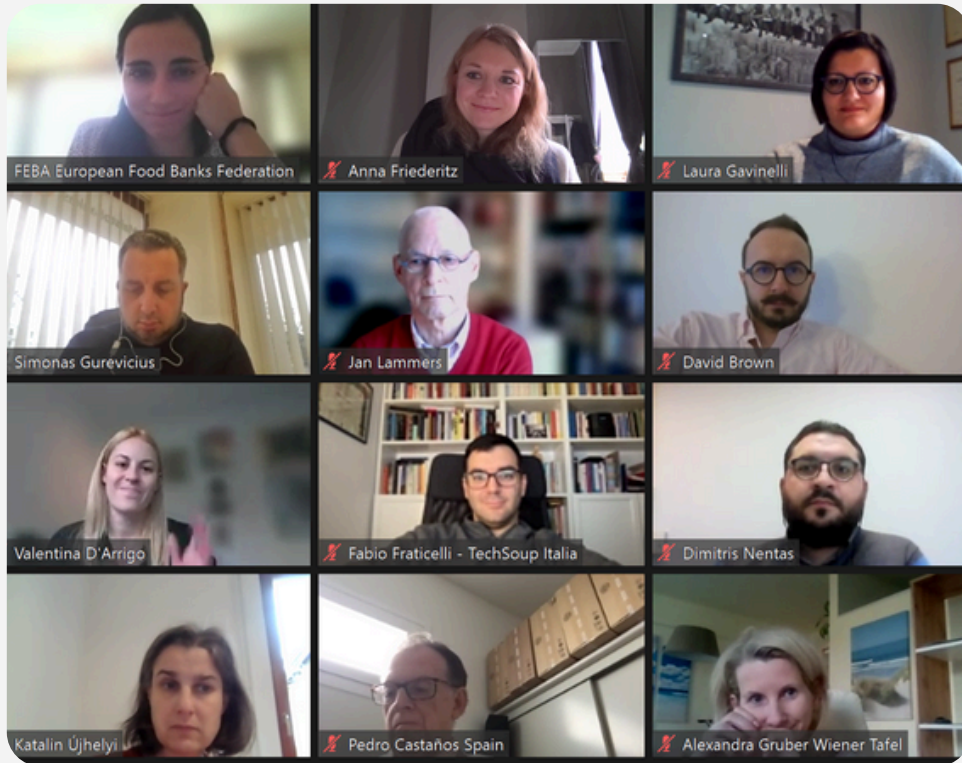 FEBA European Food Banks Federation
Anna Friederitz
Laura Gavinelli
Simonas Gurevicius
Jan Lammers
David Brown
Valentina D'Arrigo
Fabio Fraticelli - TechSoup Italia
Dimitris Nentas
Katalin Újhelyi
Pedro Castaños Spain
Alexandra Gruber Wiener Tafel